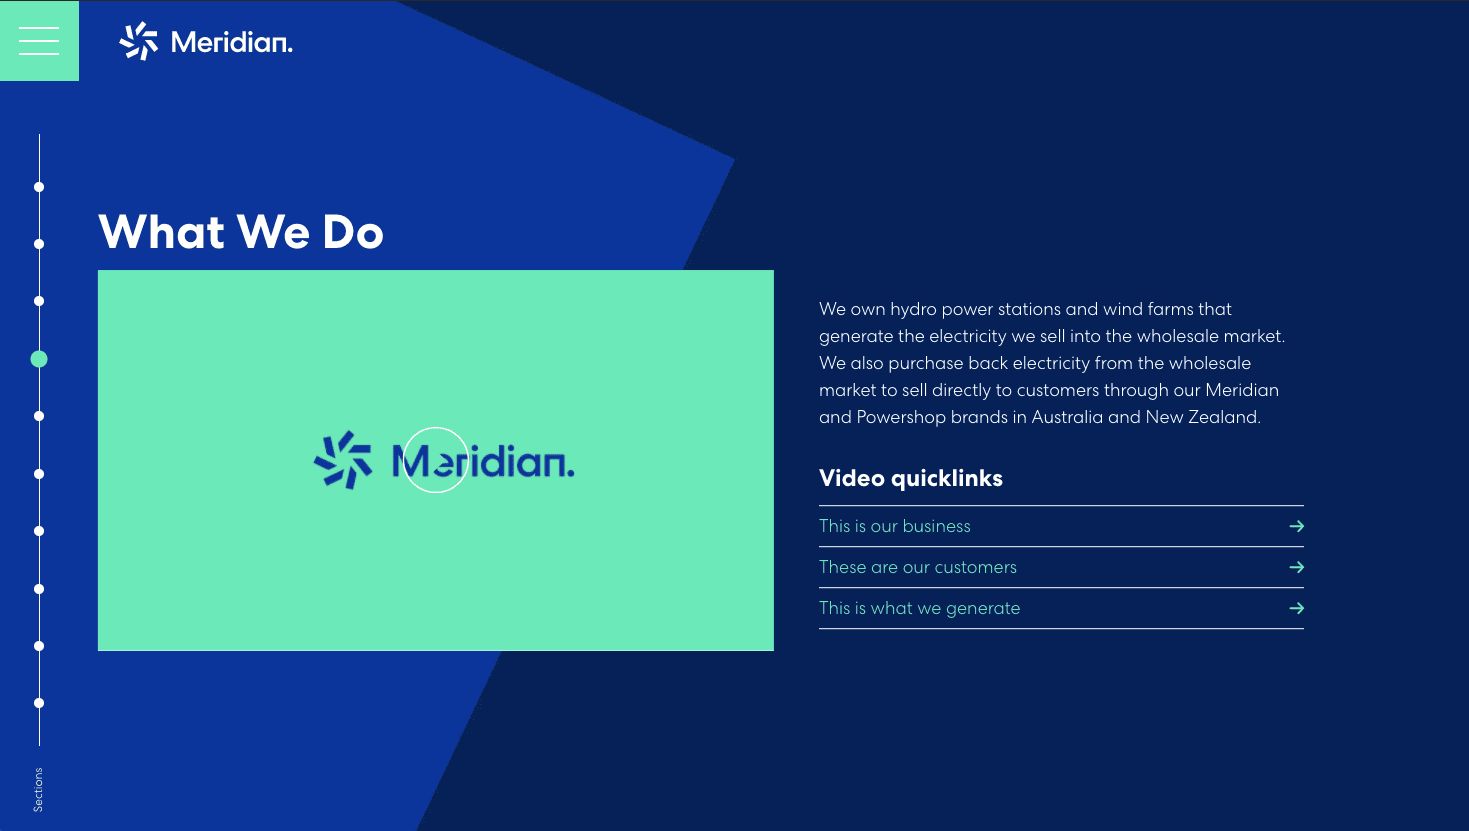 Meridian.
What We Do
Meridian.
We own hydro power stations and wind farms that
generate the electricity we sell into the wholesale market.
We also purchase back electricity from the wholesale
market to sell directly to customers through our Meridian
and Powershop brands in Australia and New Zealand.
Video quicklinks
This is our business
These are our customers
This is what we generate
Sections